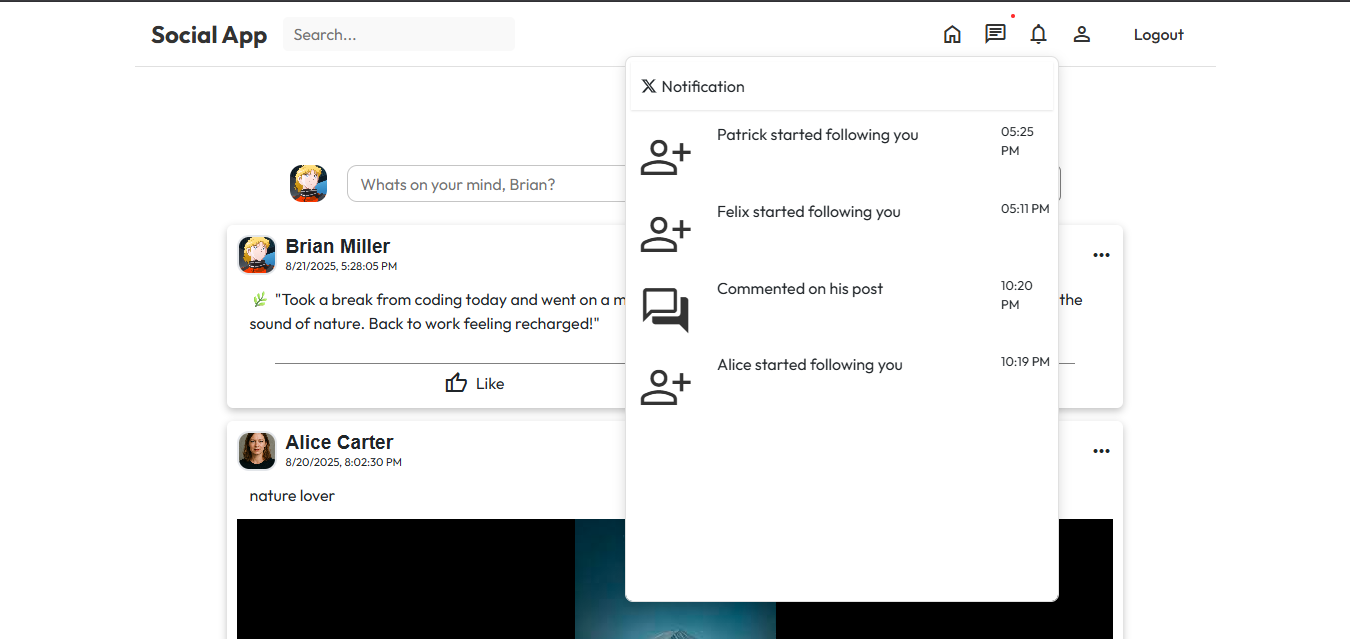 Social App
Search...
Logout
Notification
Patrick started following you
05:25
PM
Felix started following you
05:11 PM
Commented on his post
10:20
PM
Alice started following you
10:19 PM
Whats on your mind, Brian?
Brian Miller
8/21/2025, 5:28:05 PM
"Took a break from coding today and went on a m
the
sound of nature. Back to work feeling recharged!"
Like
Alice Carter
8/20/2025, 8:02:30 PM
nature lover